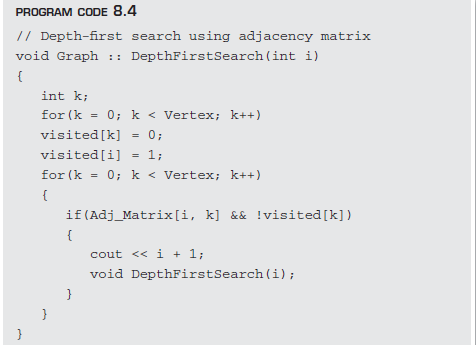 PROGRAM CODE 8.4
// Depth-first search using adjacency matrix
void Graph :: DepthFirstSearch(int i)
{
int k;
for(k = 0; k < Vertex; k++)
visited[k] = 0;
visited[i] = 1;
for(k = 0; k < Vertex; k++)
{
if(Adj_Matrix[i, k] && !visited[k])
{
cout << i + 1;
void DepthFirstSearch(i);
}
}
}